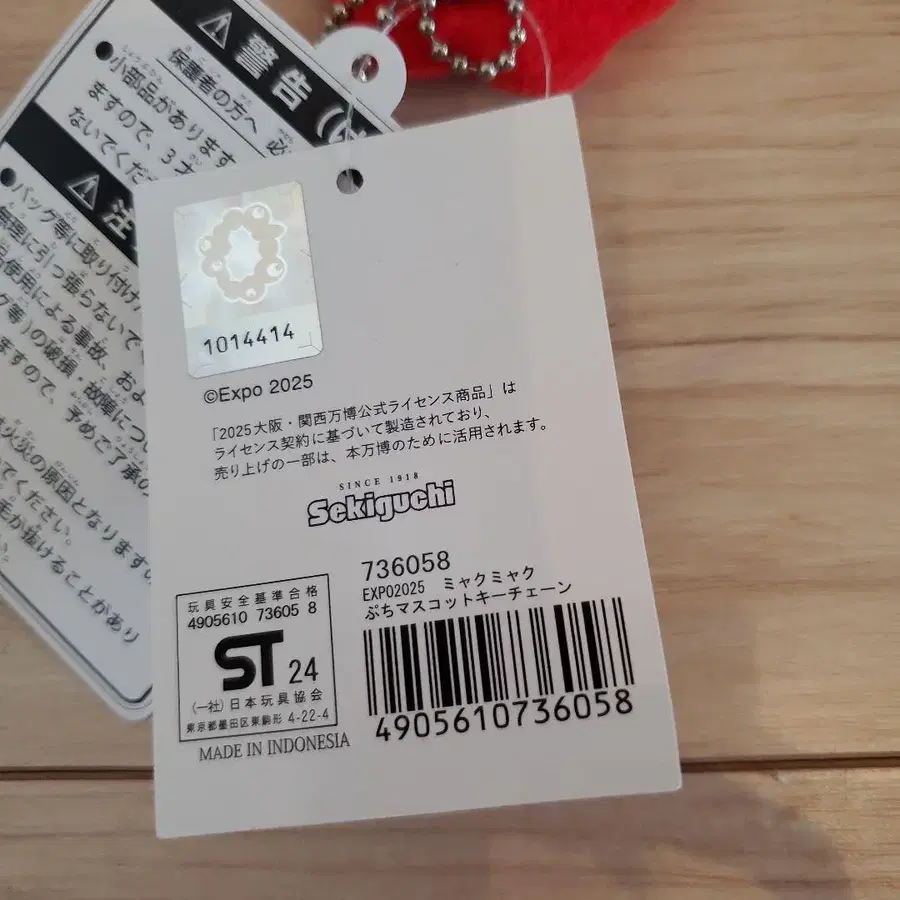 警告
保護者の方へ 必
●小部品があります
ますので、3才
ないでくだ
注
●バッグ等に取り付け
無理に引っ張らないで
使用による事故、およ
グ等)の破損・故障につい
ますので、予めご了承の
火災の原因となりますの
てください。
毛が抜けることがあり
1014414
©Expo 2025
「2025大阪・関西万博公式ライセンス商品」は
ライセンス契約に基づいて製造されており、
売り上げの一部は、本万博のために活用されます。
SINCE 1918
Sekiguchi
736058
EXPO2025 ミャクミャク
ぷちマスコットキーチェーン
4905610736058
玩具安全基準合格
4905610 73605 8
ST 24
(一社)日本玩具協会
東京都墨田区東駒形 4-22-4
MADE IN INDONESIA